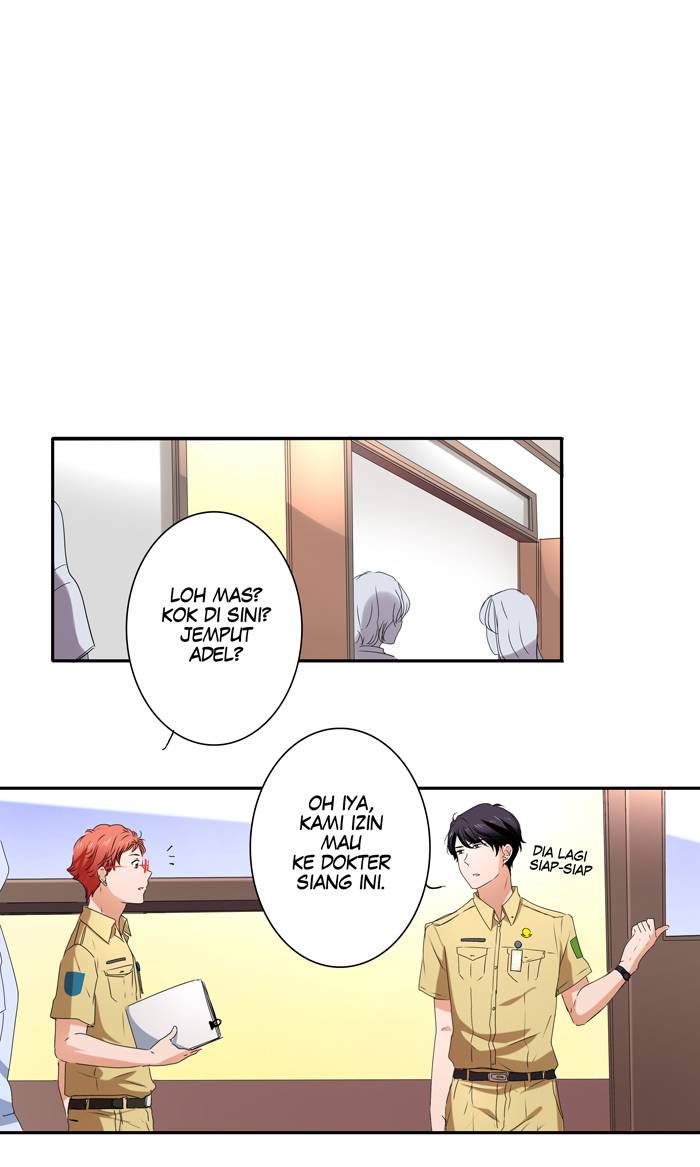 LOH MAS?
KOK DI SINI?
JEMPUT
ADEL?
OH IYA,
KAMI IZIN
MAU
KE DOKTER
SIANG INI.
DIA LAGI
SIAP-SIAP